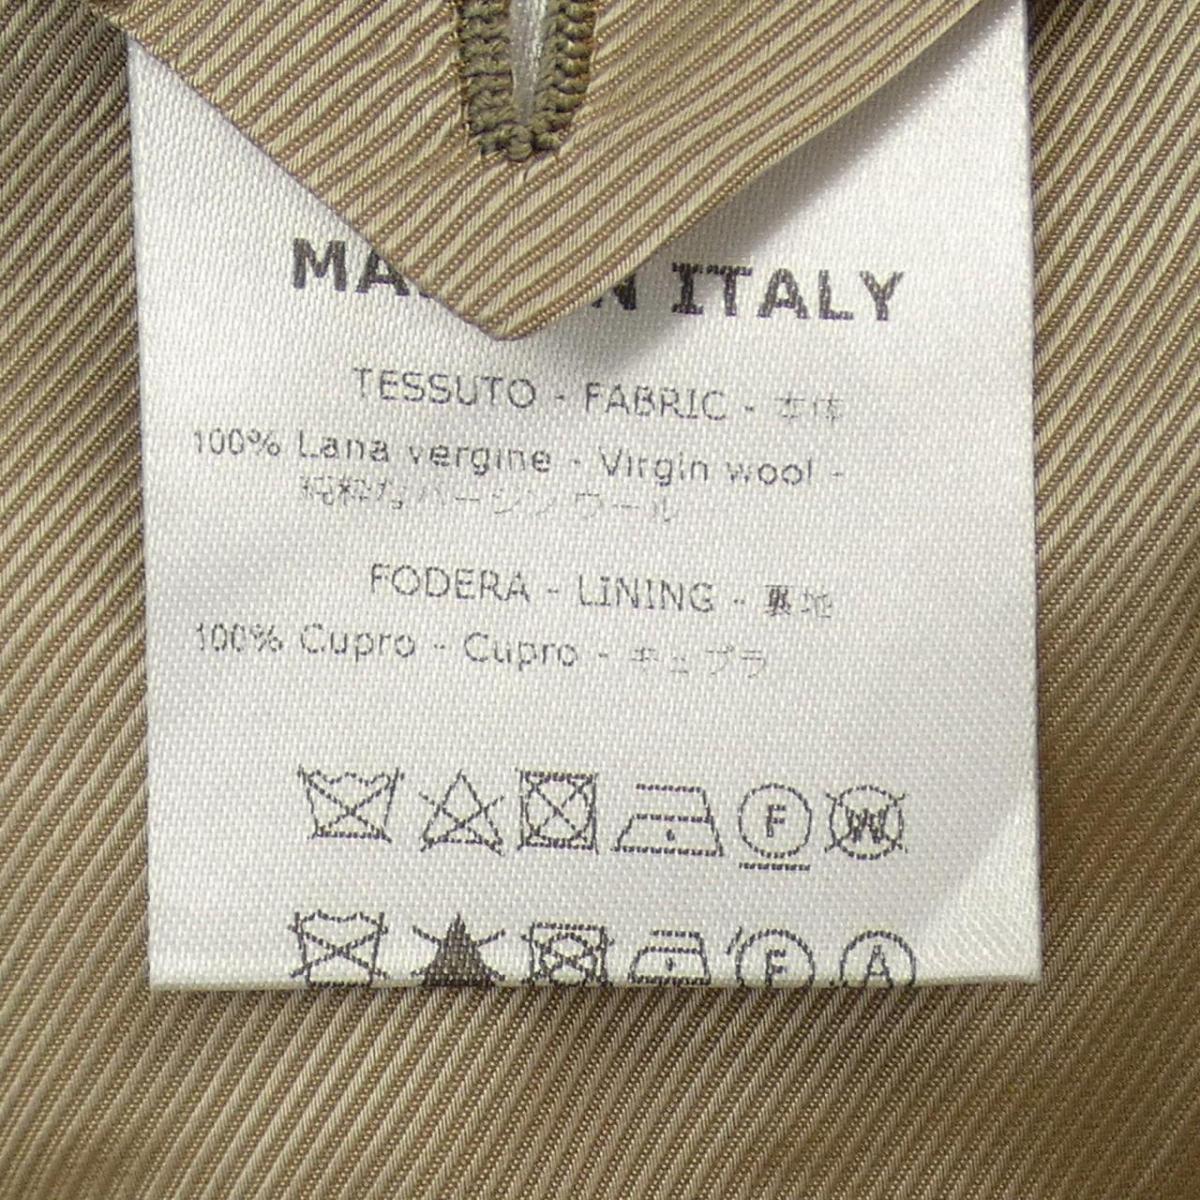 MA N ITALY
TESSUTO - FABRIC - 本体
100% Lana vergine - Virgin wool -
純粋なバージンウール
FODERA - LINING - 裏地
100% Cupro - Cupro - キュプラ
F W
F A